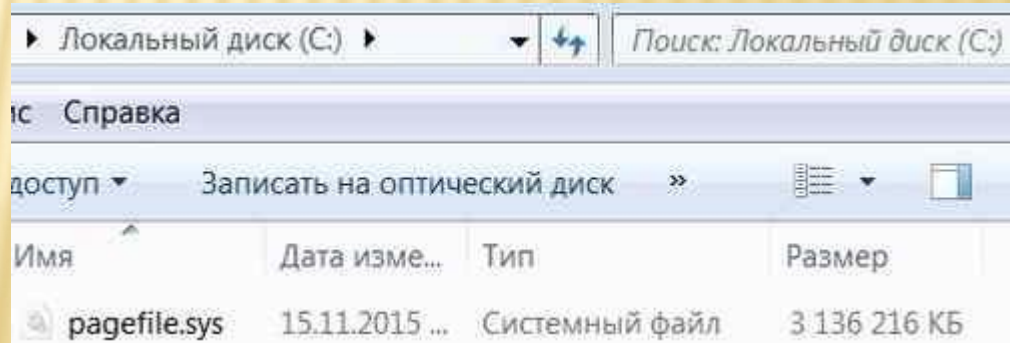 Локальный диск (C:) Поиск: Локальный диск (C:)
ис Справка
доступ Записать на оптический диск »
Имя Дата изме... Тип Размер
pagefile.sys 15.11.2015 ... Системный файл 3 136 216 КБ